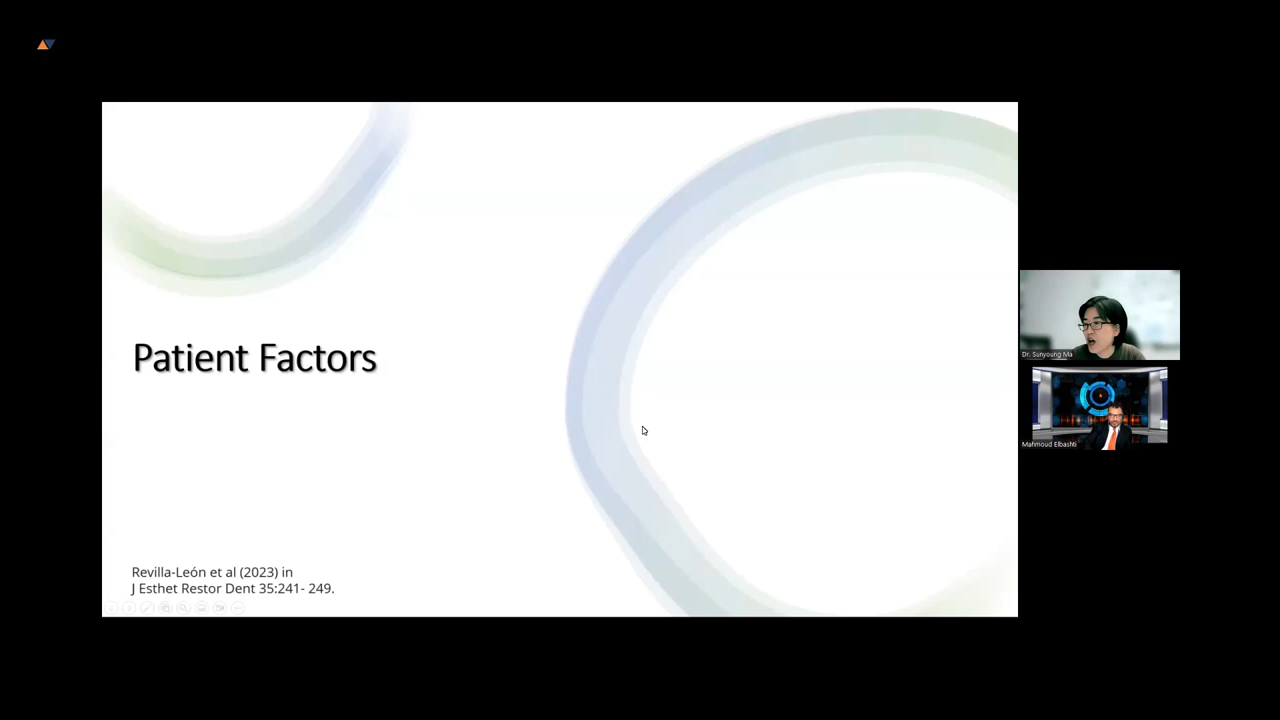 Patient Factors
Revilla-León et al (2023) in
J Esthet Restor Dent 35:241- 249.
Dr. Sunyoung Ma
Mahmoud Elbashti